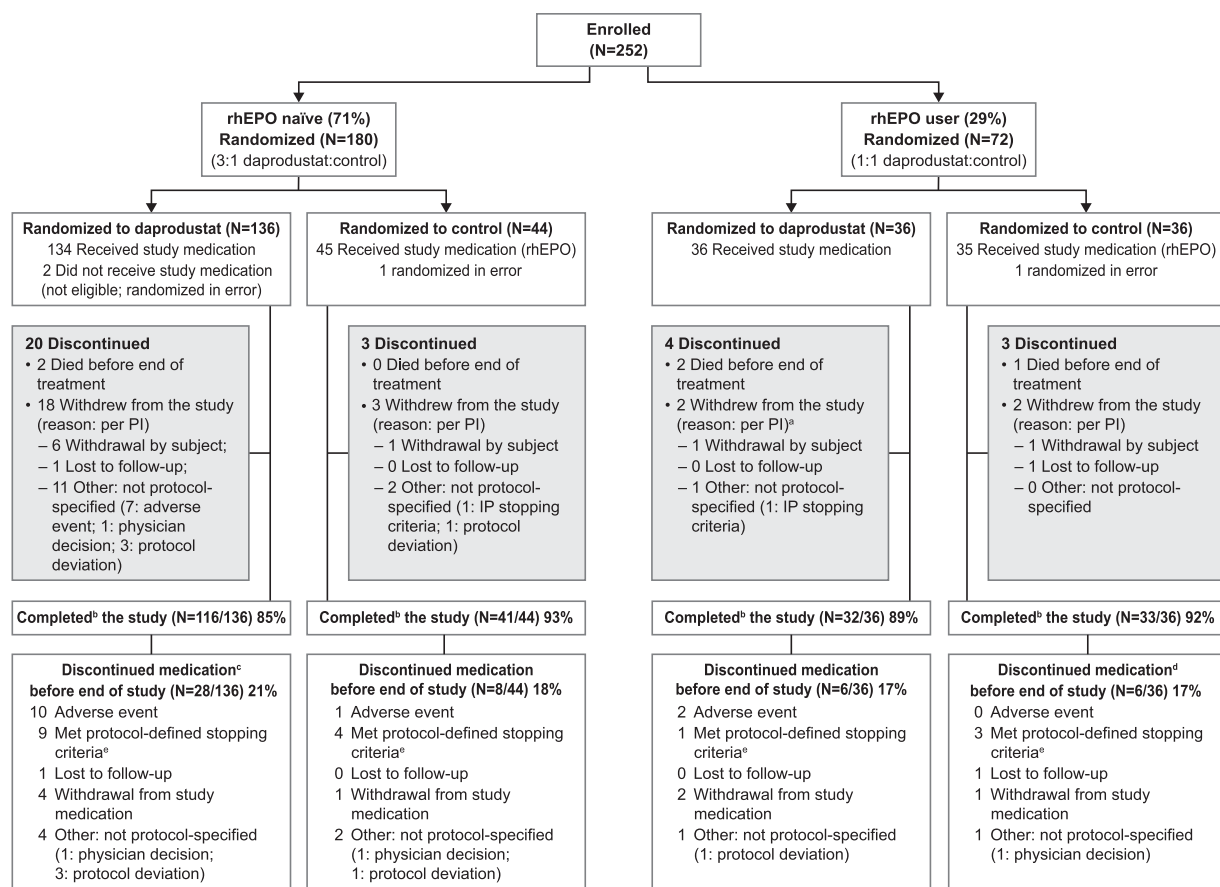 Enrolled
(N=252)
rhEPO naïve (71%)
Randomized (N=180)
(3:1 daprodustat:control)
rhEPO user (29%)
Randomized (N=72)
(1:1 daprodustat:control)
Randomized to daprodustat (N=136)
134 Received study medication
2 Did not receive study medication
(not eligible; randomized in error)
Randomized to control (N=44)
45 Received study medication (rhEPO)
1 randomized in error
Randomized to daprodustat (N=36)
36 Received study medication
Randomized to control (N=36)
35 Received study medication (rhEPO)
1 randomized in error
20 Discontinued
• 2 Died before end of
treatment
• 18 Withdrew from the study
(reason: per PI)
– 6 Withdrawal by subject;
– 1 Lost to follow-up;
– 11 Other: not protocol-
specified (7: adverse
event; 1: physician
decision; 3: protocol
deviation)
3 Discontinued
• 0 Died before end of
treatment
• 3 Withdrew from the study
(reason: per PI)
– 1 Withdrawal by subject
– 0 Lost to follow-up
– 2 Other: not protocol-
specified (1: IP stopping
criteria; 1: protocol
deviation)
4 Discontinued
• 2 Died before end of
treatment
• 2 Withdrew from the study
(reason: per PI)ᵃ
– 1 Withdrawal by subject
– 0 Lost to follow-up
– 1 Other: not protocol-
specified (1: IP stopping
criteria)
3 Discontinued
• 1 Died before end of
treatment
• 2 Withdrew from the study
(reason: per PI)
– 1 Withdrawal by subject
– 1 Lost to follow-up
– 0 Other: not protocol-
specified
Completedᵇ the study (N=116/136) 85%
Completedᵇ the study (N=41/44) 93%
Completedᵇ the study (N=32/36) 89%
Completedᵇ the study (N=33/36) 92%
Discontinued medicationᶜ
before end of study (N=28/136) 21%
10 Adverse event
9 Met protocol-defined stopping
criteriaᵉ
1 Lost to follow-up
4 Withdrawal from study
medication
4 Other: not protocol-specified
(1: physician decision;
3: protocol deviation)
Discontinued medication
before end of study (N=8/44) 18%
1 Adverse event
4 Met protocol-defined stopping
criteriaᵉ
0 Lost to follow-up
1 Withdrawal from study
medication
2 Other: not protocol-specified
(1: physician decision;
1: protocol deviation)
Discontinued medication
before end of study (N=6/36) 17%
2 Adverse event
1 Met protocol-defined stopping
criteriaᵉ
0 Lost to follow-up
2 Withdrawal from study
medication
1 Other: not protocol-specified
(1: protocol deviation)
Discontinued medicationᵈ
before end of study (N=6/36) 17%
0 Adverse event
3 Met protocol-defined stopping
criteriaᵉ
1 Lost to follow-up
1 Withdrawal from study
medication
1 Other: not protocol-specified
(1: physician decision)